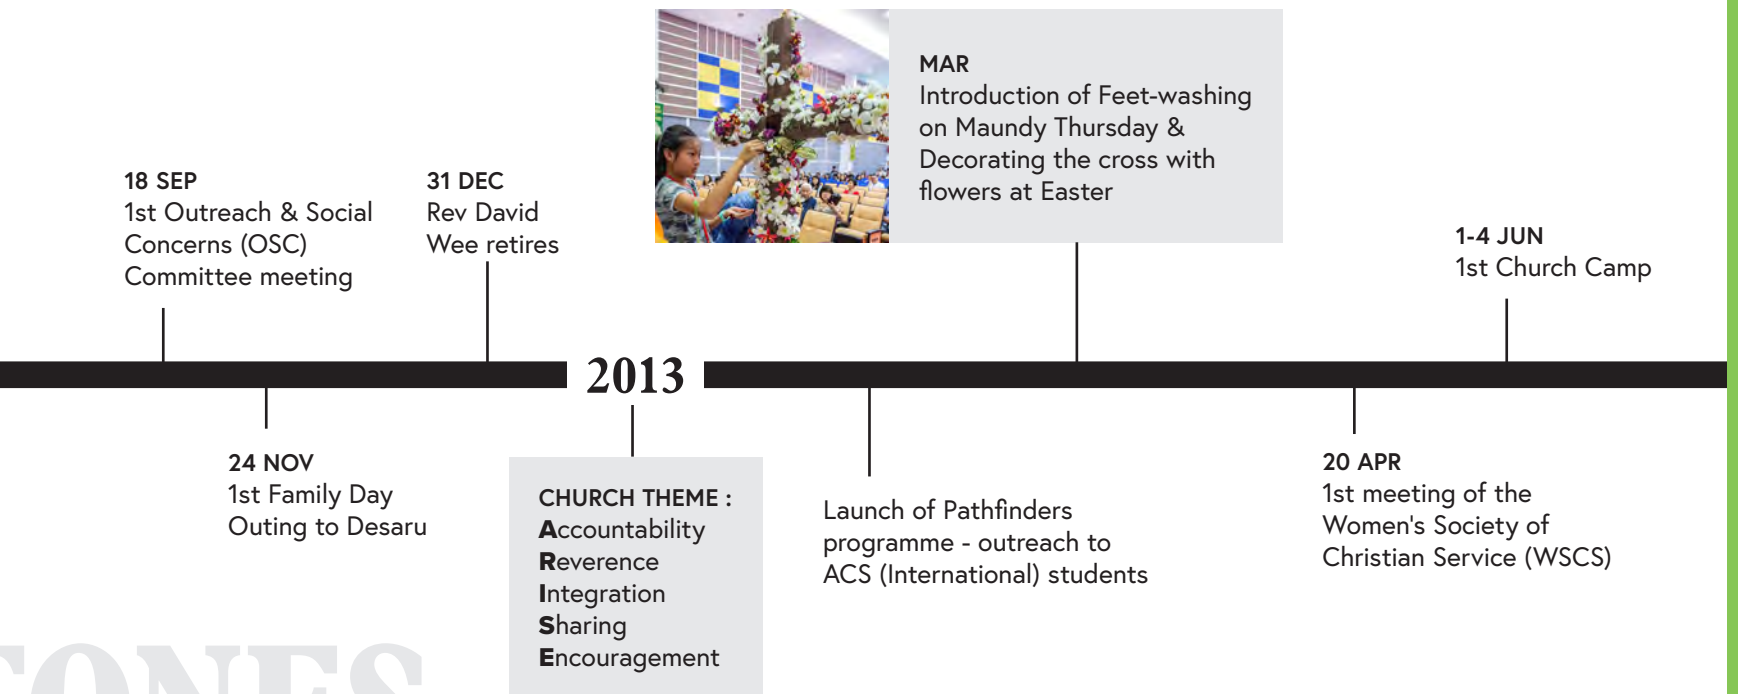 18 SEP
1st Outreach & Social
Concerns (OSC)
Committee meeting
24 NOV
1st Family Day
Outing to Desaru
31 DEC
Rev David
Wee retires
2013
CHURCH THEME :
Accountability
Reverence
Integration
Sharing
Encouragement
Launch of Pathfinders
programme - outreach to
ACS (International) students
MAR
Introduction of Feet-washing
on Maundy Thursday &
Decorating the cross with
flowers at Easter
20 APR
1st meeting of the
Women's Society of
Christian Service (WSCS)
1-4 JUN
1st Church Camp
TONES